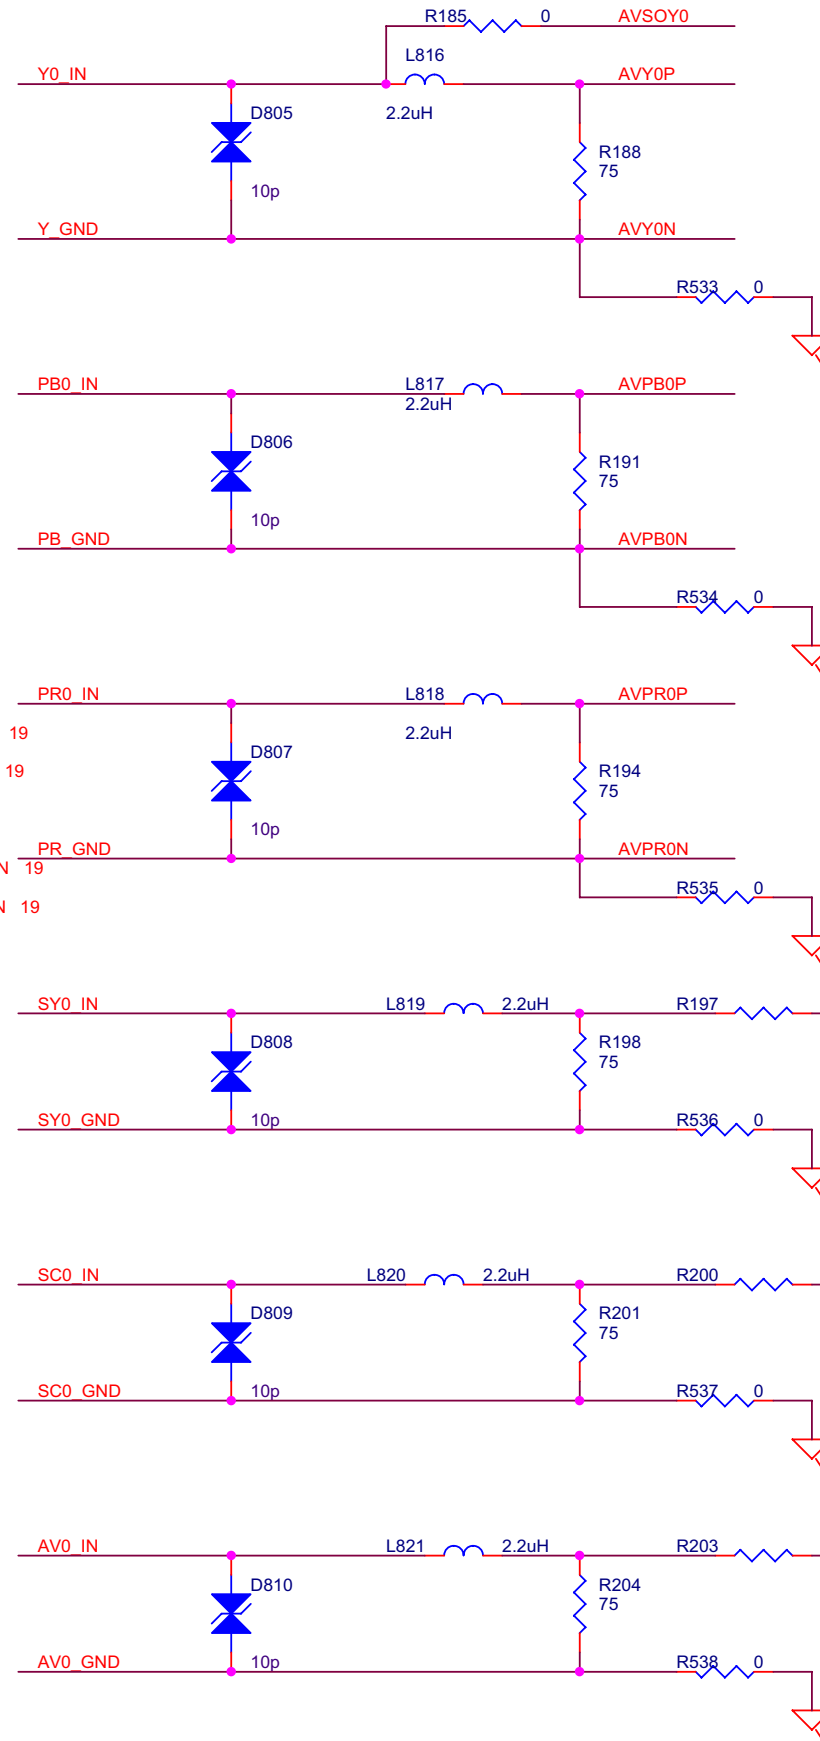 R185 0 AVSOY0
L816
Y0_IN AVY0P
D805 2.2uH
R188
75
10p
Y_GND AVY0N
R533 0
PB0_IN L817 AVPB0P
2.2uH
D806
R191
75
10p
PB_GND AVPB0N
R534 0
PR0_IN L818 AVPR0P
19 2.2uH
D807
19 R194
75
10p
PR_GND AVPR0N
N 19
R535 0
N 19
SY0_IN L819 2.2uH R197
D808 R198
75
SY0_GND 10p R536 0
SC0_IN L820 2.2uH R200
D809 R201
75
SC0_GND 10p R537 0
AV0_IN L821 2.2uH R203
D810 R204
75
AV0_GND 10p R538 0